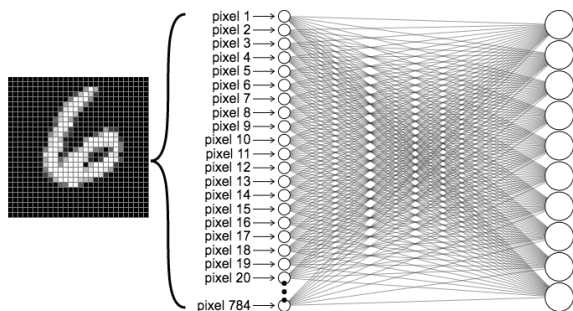 pixel 1
pixel 2
pixel 3
pixel 4
pixel 5
pixel 6
pixel 7
pixel 8
pixel 9
pixel 10
pixel 11
pixel 12
pixel 13
pixel 14
pixel 15
pixel 16
pixel 17
pixel 18
pixel 19
pixel 20
pixel 784
6